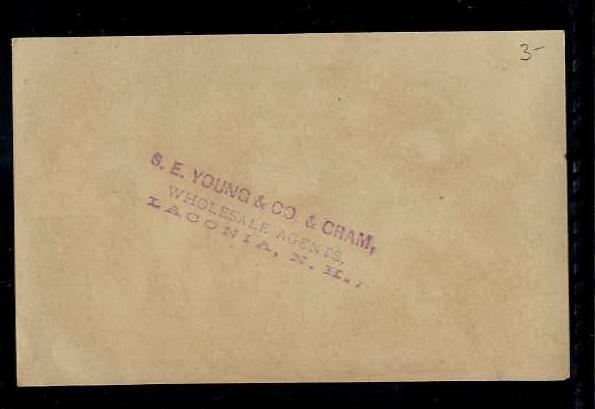 3-
S. E. YOUNG & CO. & CRAM,
WHOLESALE AGENTS,
LACONIA, N. H.,